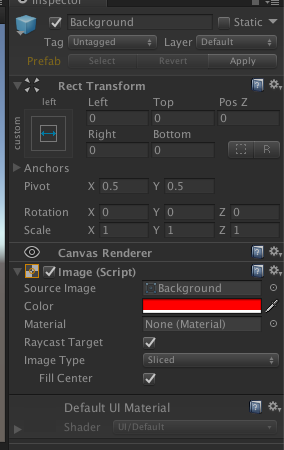 Inspector
Background
Static
Tag Untagged Layer Default
Prefab Select Revert Apply
Rect Transform
left Left Top Pos Z
custom 0 0 0
Right Bottom
0 0 R
Anchors
Pivot X 0.5 Y 0.5
Rotation X 0 Y 0 Z 0
Scale X 1 Y 1 Z 1
Canvas Renderer
Image (Script)
Source Image Background
Color
Material None (Material)
Raycast Target
Image Type Sliced
Fill Center
Default UI Material
Shader UI/Default